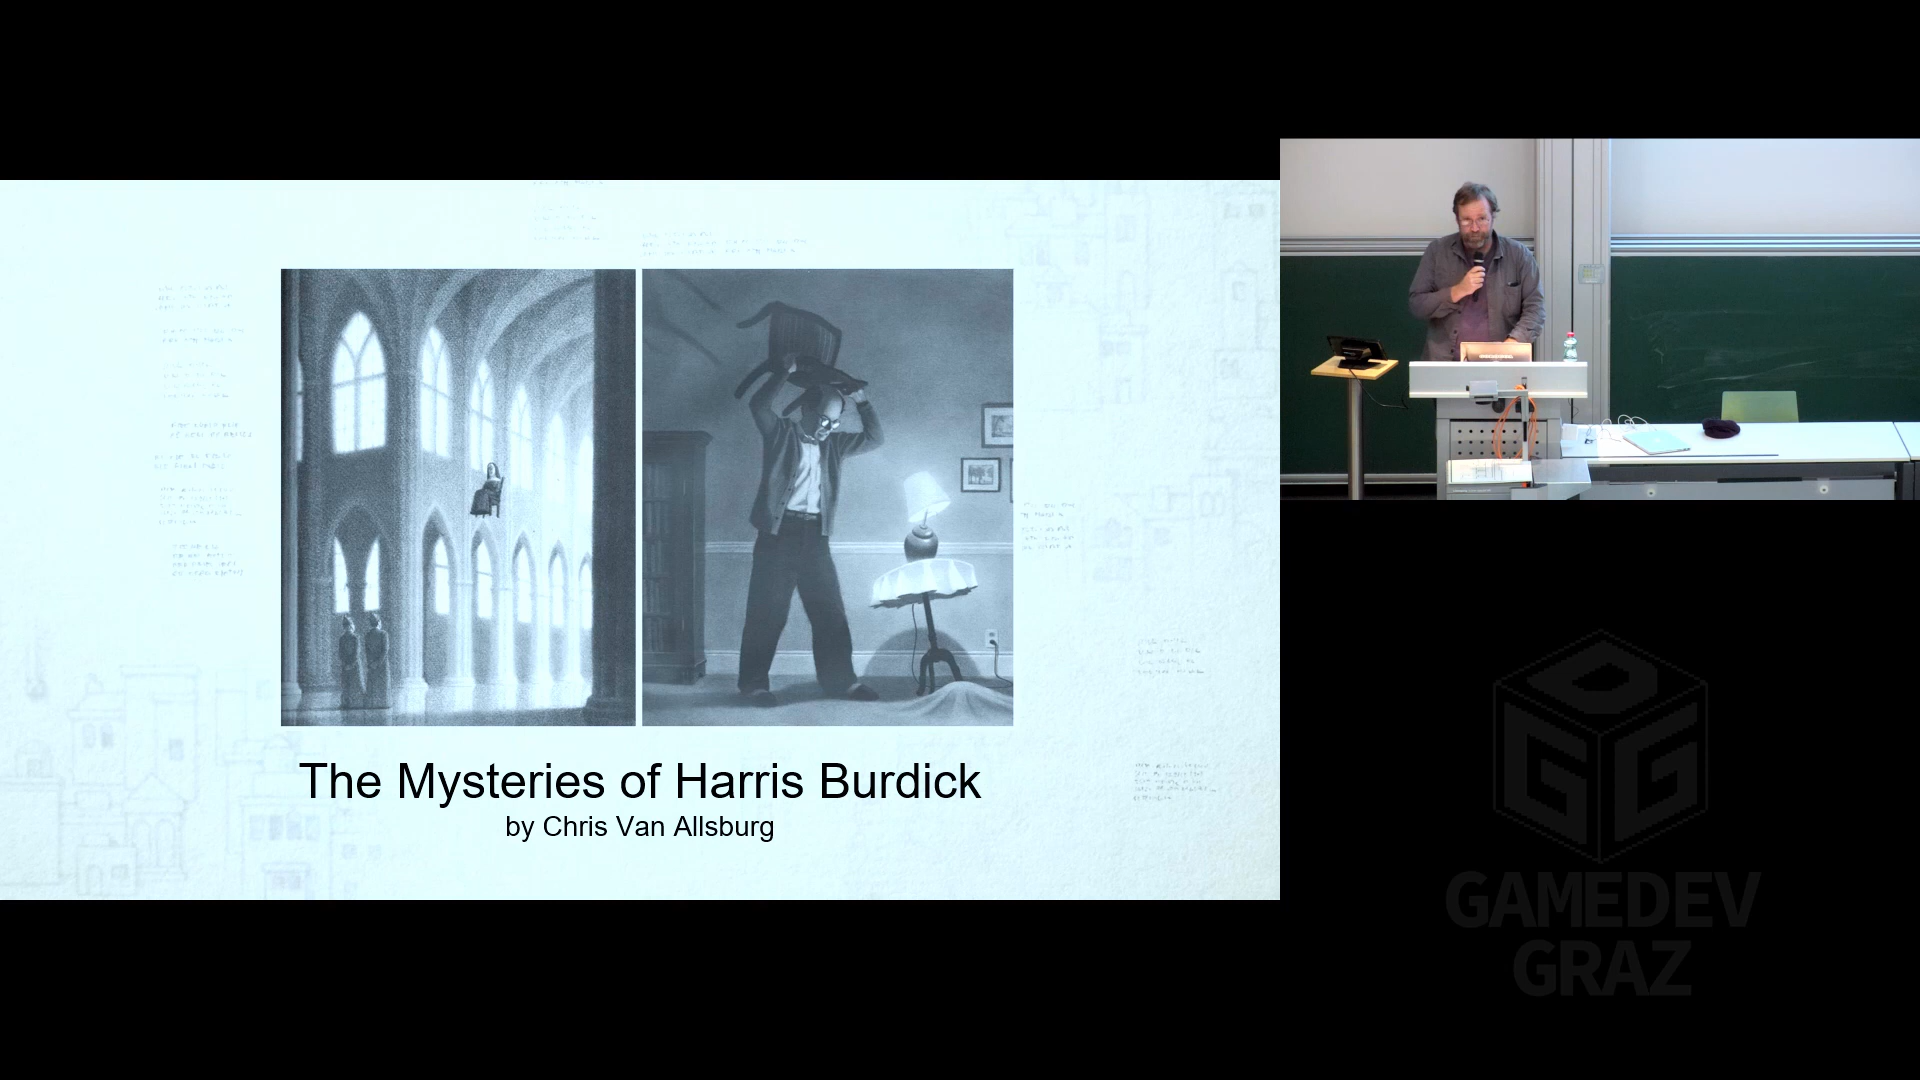 The Mysteries of Harris Burdick
by Chris Van Allsburg
GAMEDEV
GRAZ